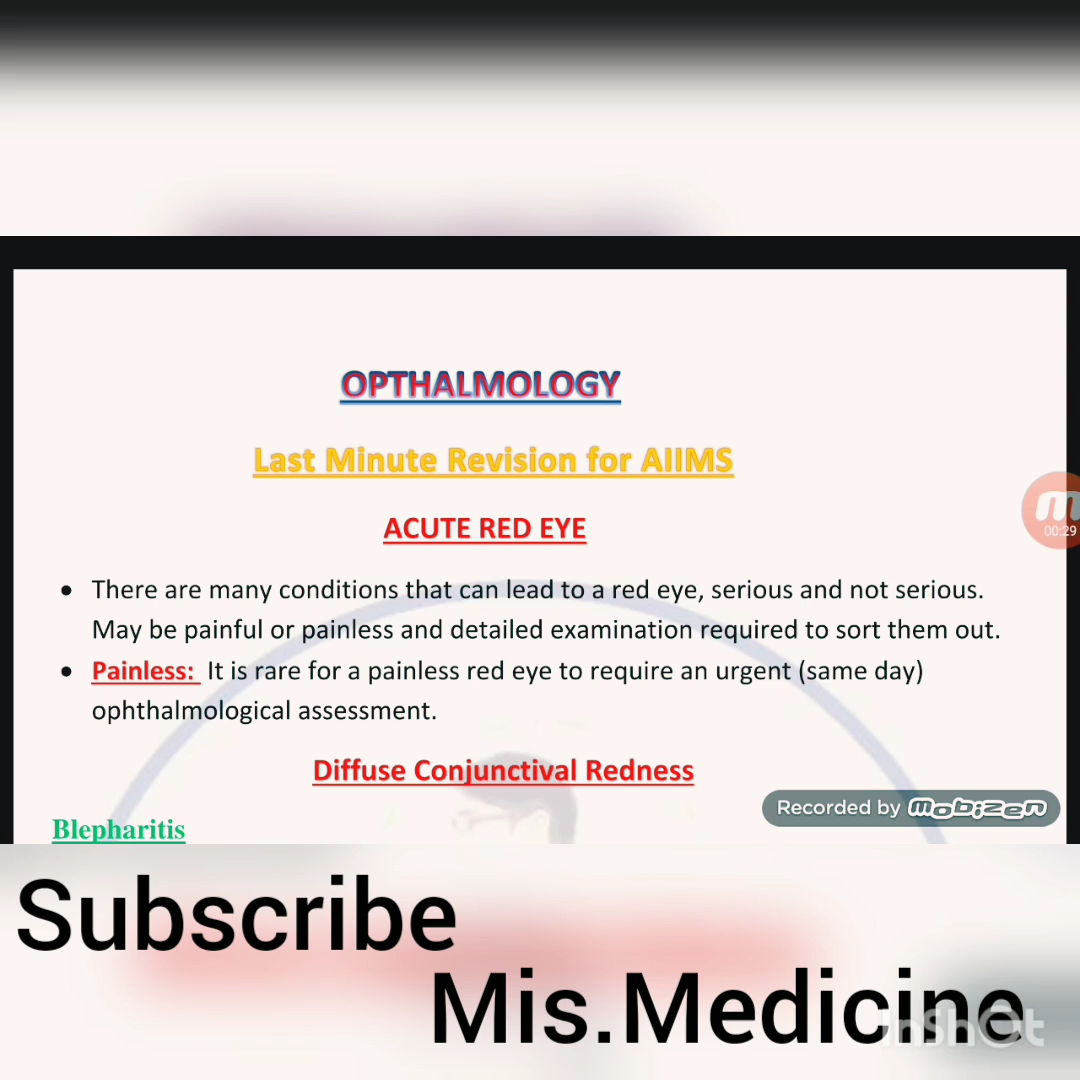 OPTHALMOLOGY
Last Minute Revision for AIIMS
ACUTE RED EYE
• There are many conditions that can lead to a red eye, serious and not serious.
May be painful or painless and detailed examination required to sort them out.
• Painless: It is rare for a painless red eye to require an urgent (same day)
ophthalmological assessment.
Diffuse Conjunctival Redness
Blepharitis
m
00:29
Recorded by mobizen
Subscribe
Mis.Medicine
InShOt